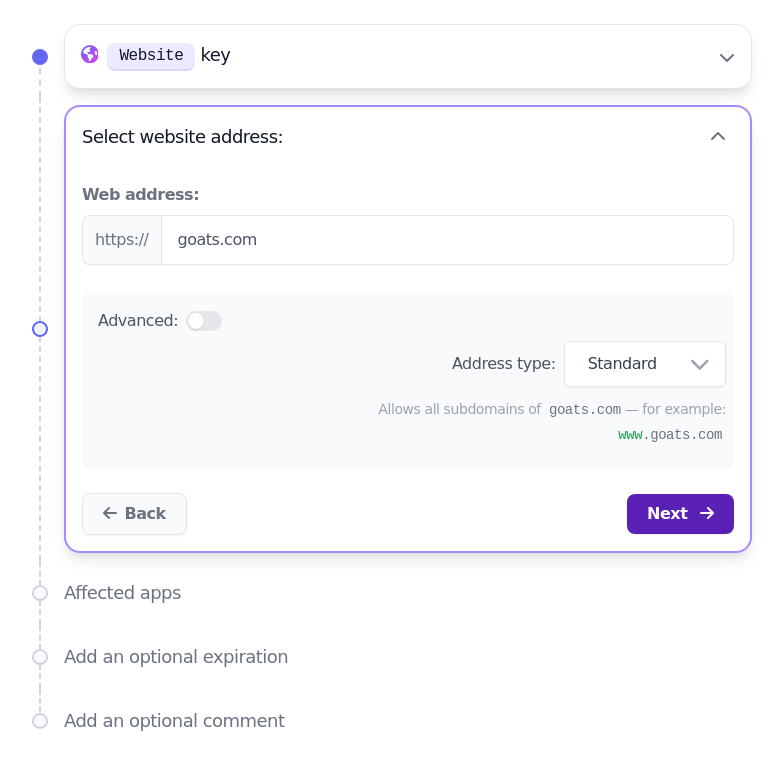 Website key
Select website address:
Web address:
https:// goats.com
Advanced:
Address type: Standard
Allows all subdomains of goats.com — for example:
www.goats.com
Back Next
Affected apps
Add an optional expiration
Add an optional comment